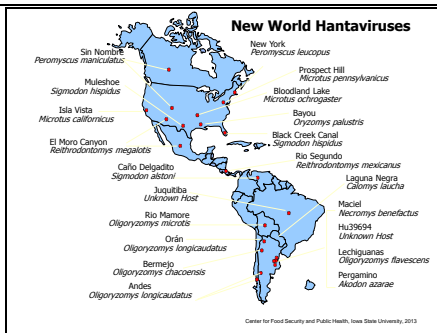 New World Hantaviruses
New York
Peromyscus leucopus
Sin Nombre
Peromyscus maniculatus
Prospect Hill
Microtus pennsylvanicus
Muleshoe
Sigmodon hispidus
Bloodland Lake
Microtus ochrogaster
Isla Vista
Microtus californicus
Bayou
Oryzomys palustris
Black Creek Canal
Sigmodon hispidus
El Moro Canyon
Reithrodontomys megalotis
Rio Segundo
Reithrodontomys mexicanus
Caño Delgadito
Sigmodon alstoni
Laguna Negra
Calomys laucha
Juquitiba
Unknown Host
Maciel
Necromys benefactus
Rio Mamore
Oligoryzomys microtis
Hu39694
Unknown Host
Orán
Oligoryzomys longicaudatus
Lechiguanas
Oligoryzomys flavescens
Bermejo
Oligoryzomys chacoensis
Pergamino
Akodon azarae
Andes
Oligoryzomys longicaudatus
Center for Food Security and Public Health, Iowa State University, 2013